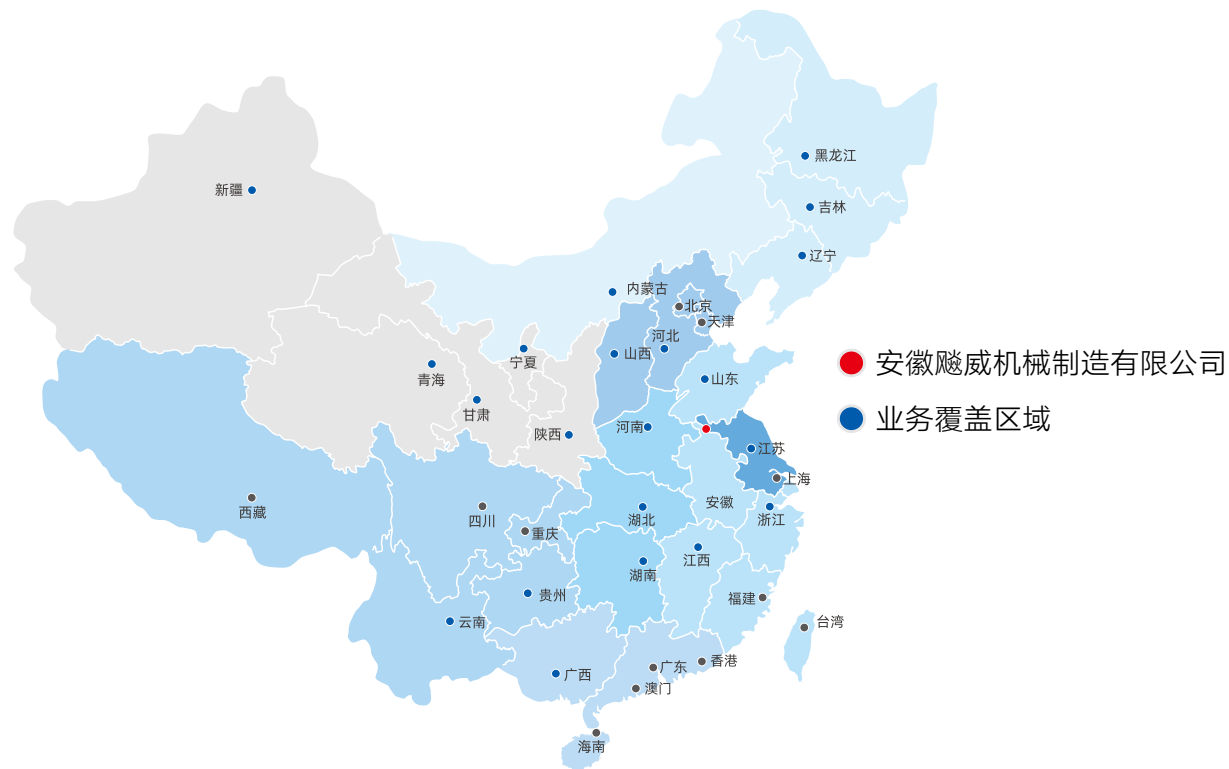 黑龙江
新疆
吉林
辽宁
内蒙古
北京
天津
河北
宁夏
山西
安徽飚威机械制造有限公司
青海
山东
甘肃
业务覆盖区域
河南
陕西
江苏
上海
安徽
西藏
四川
湖北
浙江
重庆
江西
湖南
贵州
福建
云南
台湾
香港
广东
广西
澳门
海南